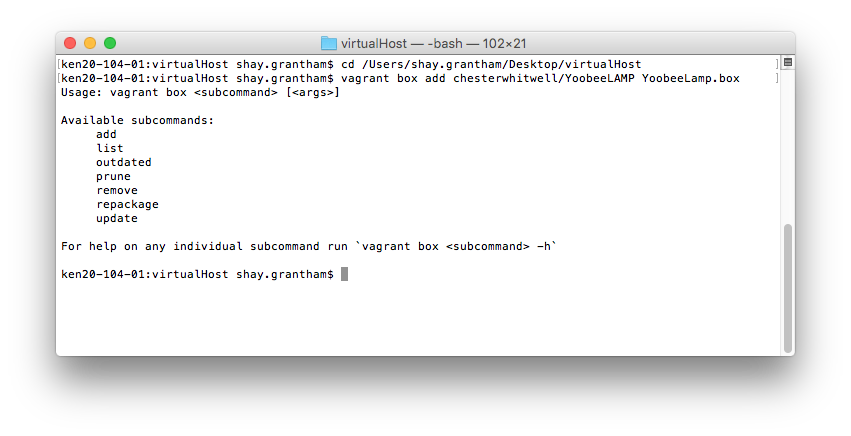 virtualHost — -bash — 102×21
[ken20-104-01:virtualHost shay.grantham$ cd /Users/shay.grantham/Desktop/virtualHost ]
[ken20-104-01:virtualHost shay.grantham$ vagrant box add chesterwhitwell/YoobeeLAMP YoobeeLamp.box ]
Usage: vagrant box <subcommand> [<args>]
Available subcommands:
add
list
outdated
prune
remove
repackage
update
For help on any individual subcommand run `vagrant box <subcommand> -h`
ken20-104-01:virtualHost shay.grantham$